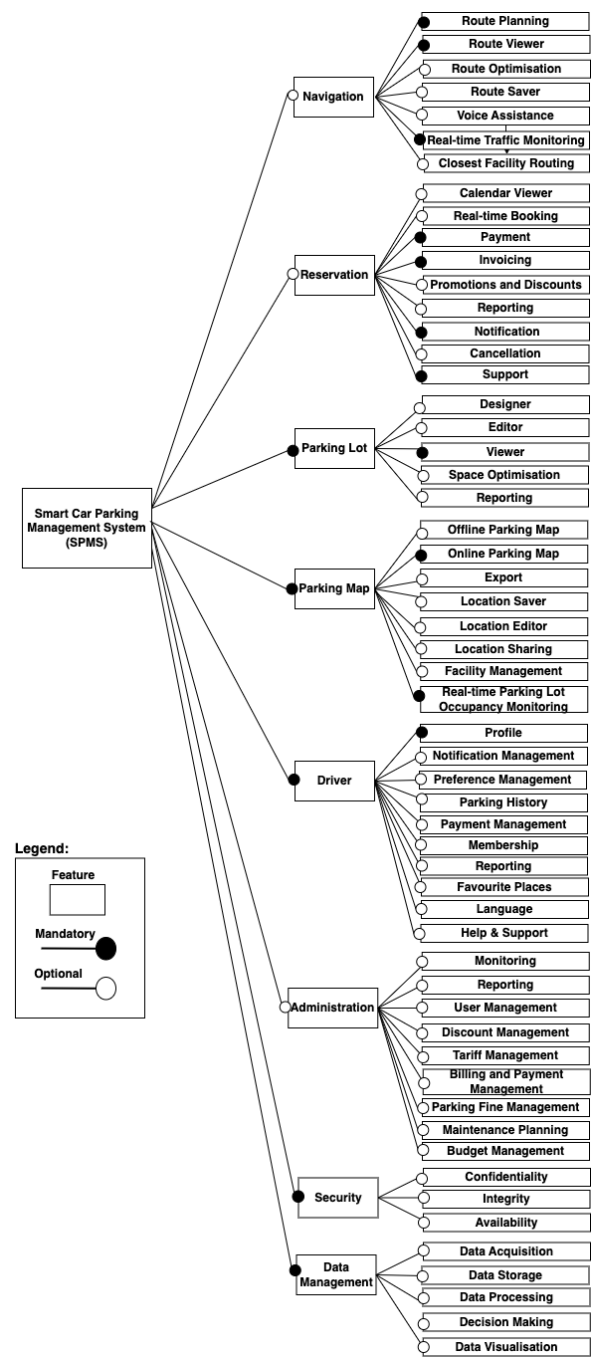 Route Planning
Route Viewer
Route Optimisation
Route Saver
Voice Assistance
Real-time Traffic Monitoring
Closest Facility Routing
Navigation
Calendar Viewer
Real-time Booking
Payment
Invoicing
Promotions and Discounts
Reporting
Notification
Cancellation
Support
Reservation
Designer
Editor
Viewer
Space Optimisation
Reporting
Parking Lot
Smart Car Parking
Management System
(SPMS)
Offline Parking Map
Online Parking Map
Export
Location Saver
Location Editor
Location Sharing
Facility Management
Real-time Parking Lot
Occupancy Monitoring
Parking Map
Profile
Notification Management
Preference Management
Parking History
Payment Management
Membership
Reporting
Favourite Places
Language
Help & Support
Driver
Legend:
Feature
Mandatory
Optional
Monitoring
Reporting
User Management
Discount Management
Tariff Management
Billing and Payment
Management
Parking Fine Management
Maintenance Planning
Budget Management
Administration
Confidentiality
Integrity
Availability
Security
Data Acquisition
Data Storage
Data Processing
Decision Making
Data Visualisation
Data
Management